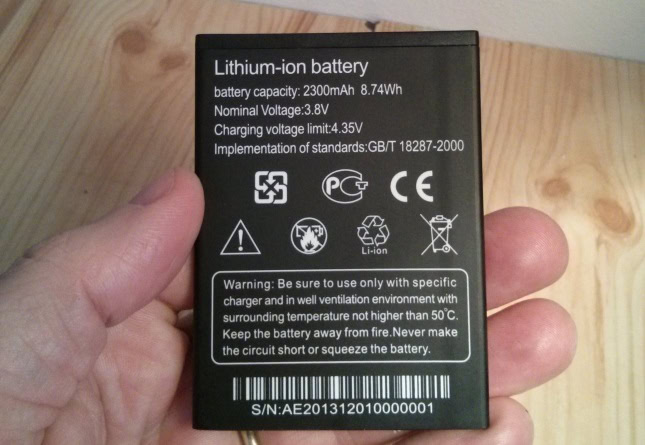 Lithium-ion battery
battery capacity: 2300mAh 8.74Wh
Nominal Voltage:3.8V
Charging voltage limit:4.35V
Implementation of standards:GB/T 18287-2000
PCT CE
Li-ion
Warning: Be sure to use only with specific
charger and in well ventilation environment with
surrounding temperature not higher than 50℃.
Keep the battery away from fire.Never make
the circuit short or squeeze the battery.
S/N:AE201312010000001